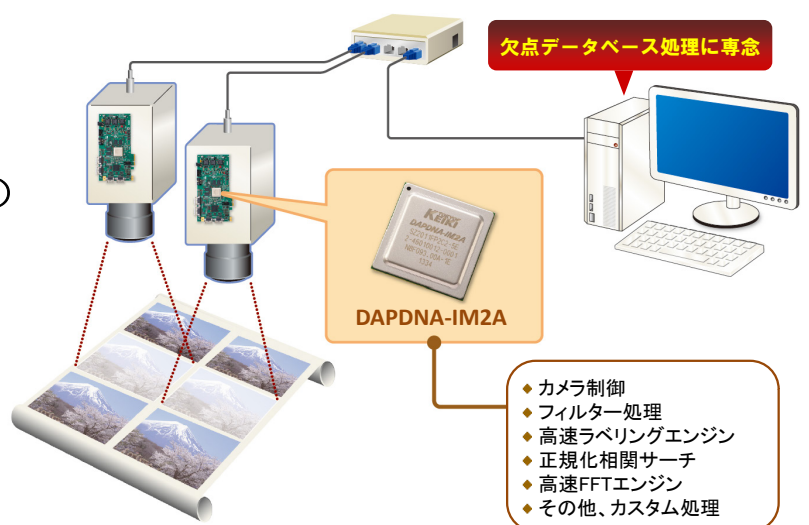 欠点データベース処理に専念
KEIKI
DAPDNA-IM2A
DAPDNA-IM2A
◆ カメラ制御
◆ フィルター処理
◆ 高速ラベリングエンジン
◆ 正規化相関サーチ
◆ 高速FFTエンジン
◆ その他、カスタム処理